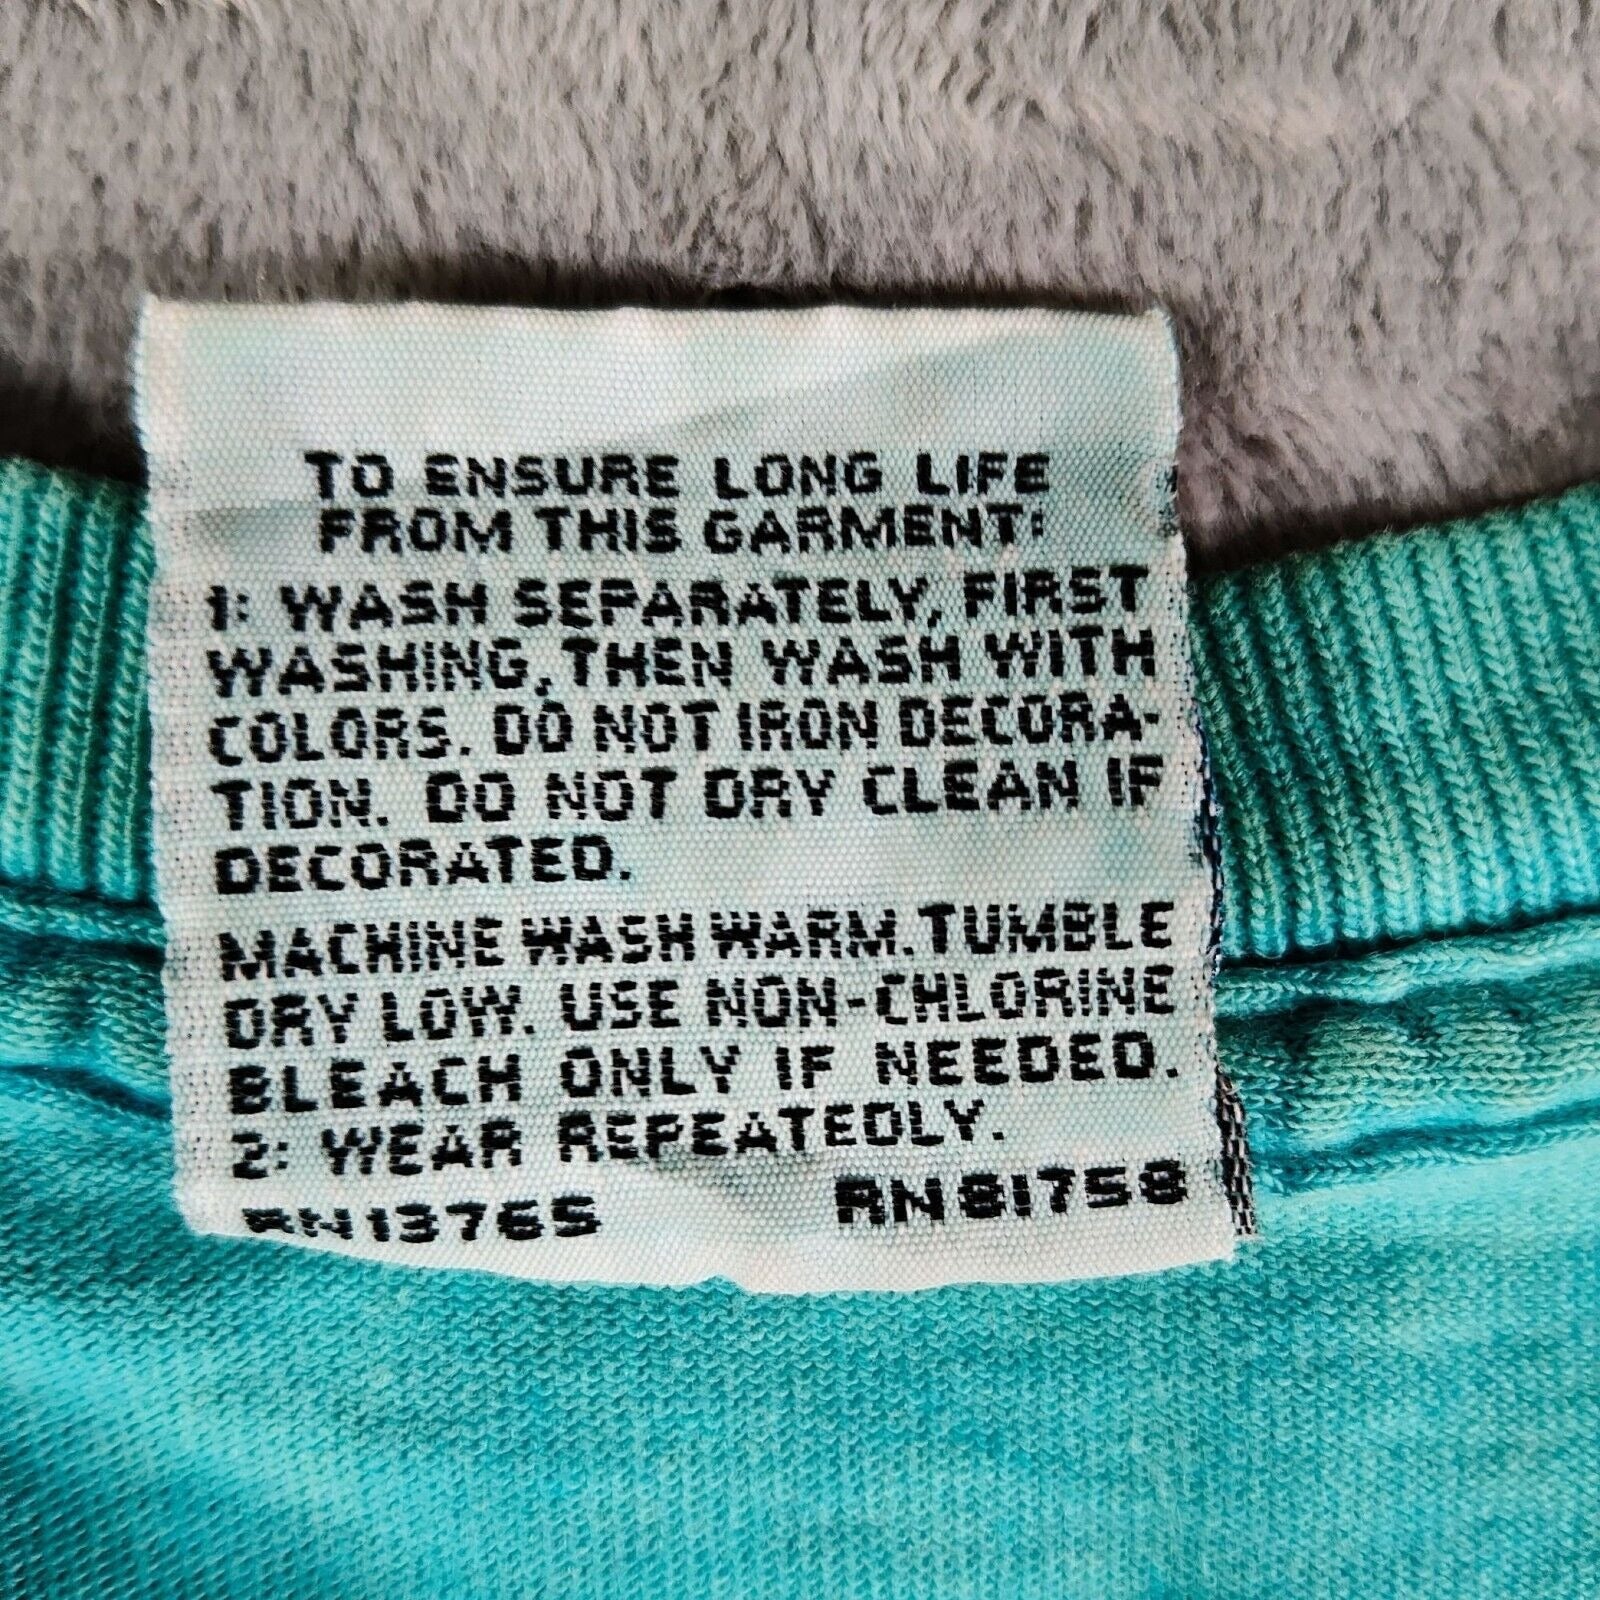 TO ENSURE LONG LIFE
FROM THIS GARMENT:
1: WASH SEPARATELY, FIRST
WASHING, THEN WASH WITH
COLORS. DO NOT IRON DECORA-
TION. DO NOT DRY CLEAN IF
DECORATED.
MACHINE WASH WARM. TUMBLE
DRY LOW. USE NON-CHLORINE
BLEACH ONLY IF NEEDED.
2: WEAR REPEATEDLY.
RN13765 RN81758